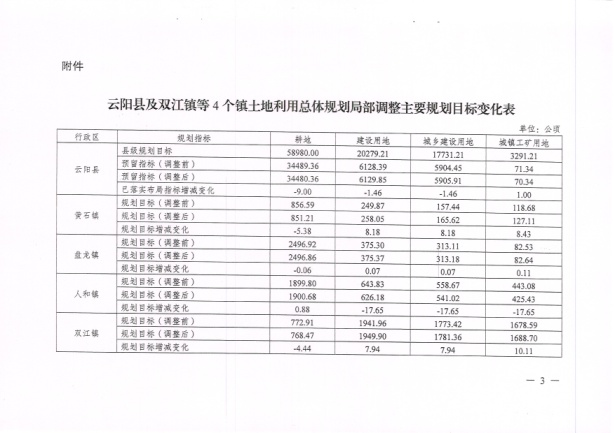 附件
云阳县及双江镇等 4 个镇土地利用总体规划局部调整主要规划目标变化表
单位：公顷
行政区 规划指标 耕地 建设用地 城乡建设用地 城镇工矿用地
云阳县 县级规划目标 58980.00 20279.21 17731.21 3291.21
预留指标（调整前） 34489.36 6128.39 5904.45 71.34
预留指标（调整后） 34480.36 6129.85 5905.91 70.34
已落实布局指标增减变化 -9.00 -1.46 -1.46 1.00
黄石镇 规划目标（调整前） 856.59 249.87 157.44 118.68
规划目标（调整后） 851.21 258.05 165.62 127.11
规划目标增减变化 -5.38 8.18 8.18 8.43
盘龙镇 规划目标（调整前） 2496.92 375.30 313.11 82.53
规划目标（调整后） 2496.86 375.37 313.18 82.64
规划目标增减变化 -0.06 0.07 0.07 0.11
人和镇 规划目标（调整前） 1899.80 643.83 558.67 443.08
规划目标（调整后） 1900.68 626.18 541.02 425.43
规划目标增减变化 0.88 -17.65 -17.65 -17.65
双江镇 规划目标（调整前） 772.91 1941.96 1773.42 1678.59
规划目标（调整后） 768.47 1949.90 1781.36 1688.70
规划目标增减变化 -4.44 7.94 7.94 10.11
— 3 —